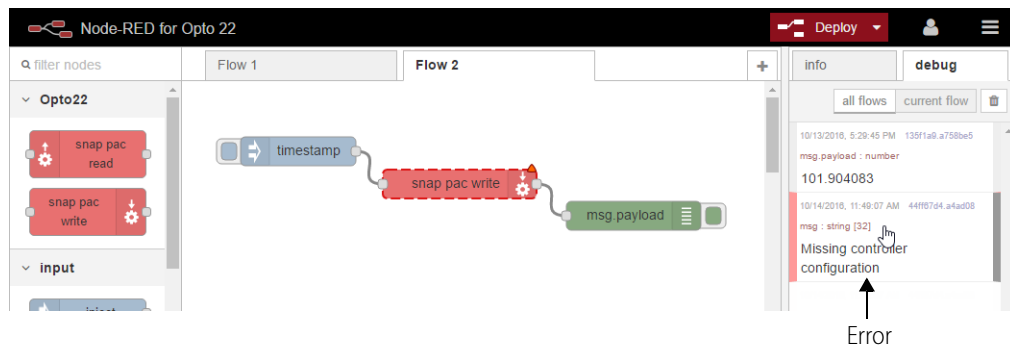 Node-RED for Opto 22
Deploy
filter nodes
Flow 1
Flow 2
+
info
debug
Opto22
all flows
current flow
snap pac
read
snap pac
write
input
timestamp
snap pac write
msg.payload
10/13/2016, 5:29:45 PM 135f1a9.a758be5
msg.payload : number
101.904083
10/14/2016, 11:49:07 AM 44ff67d4.a4ad08
msg : string [32]
Missing controller
configuration
Error